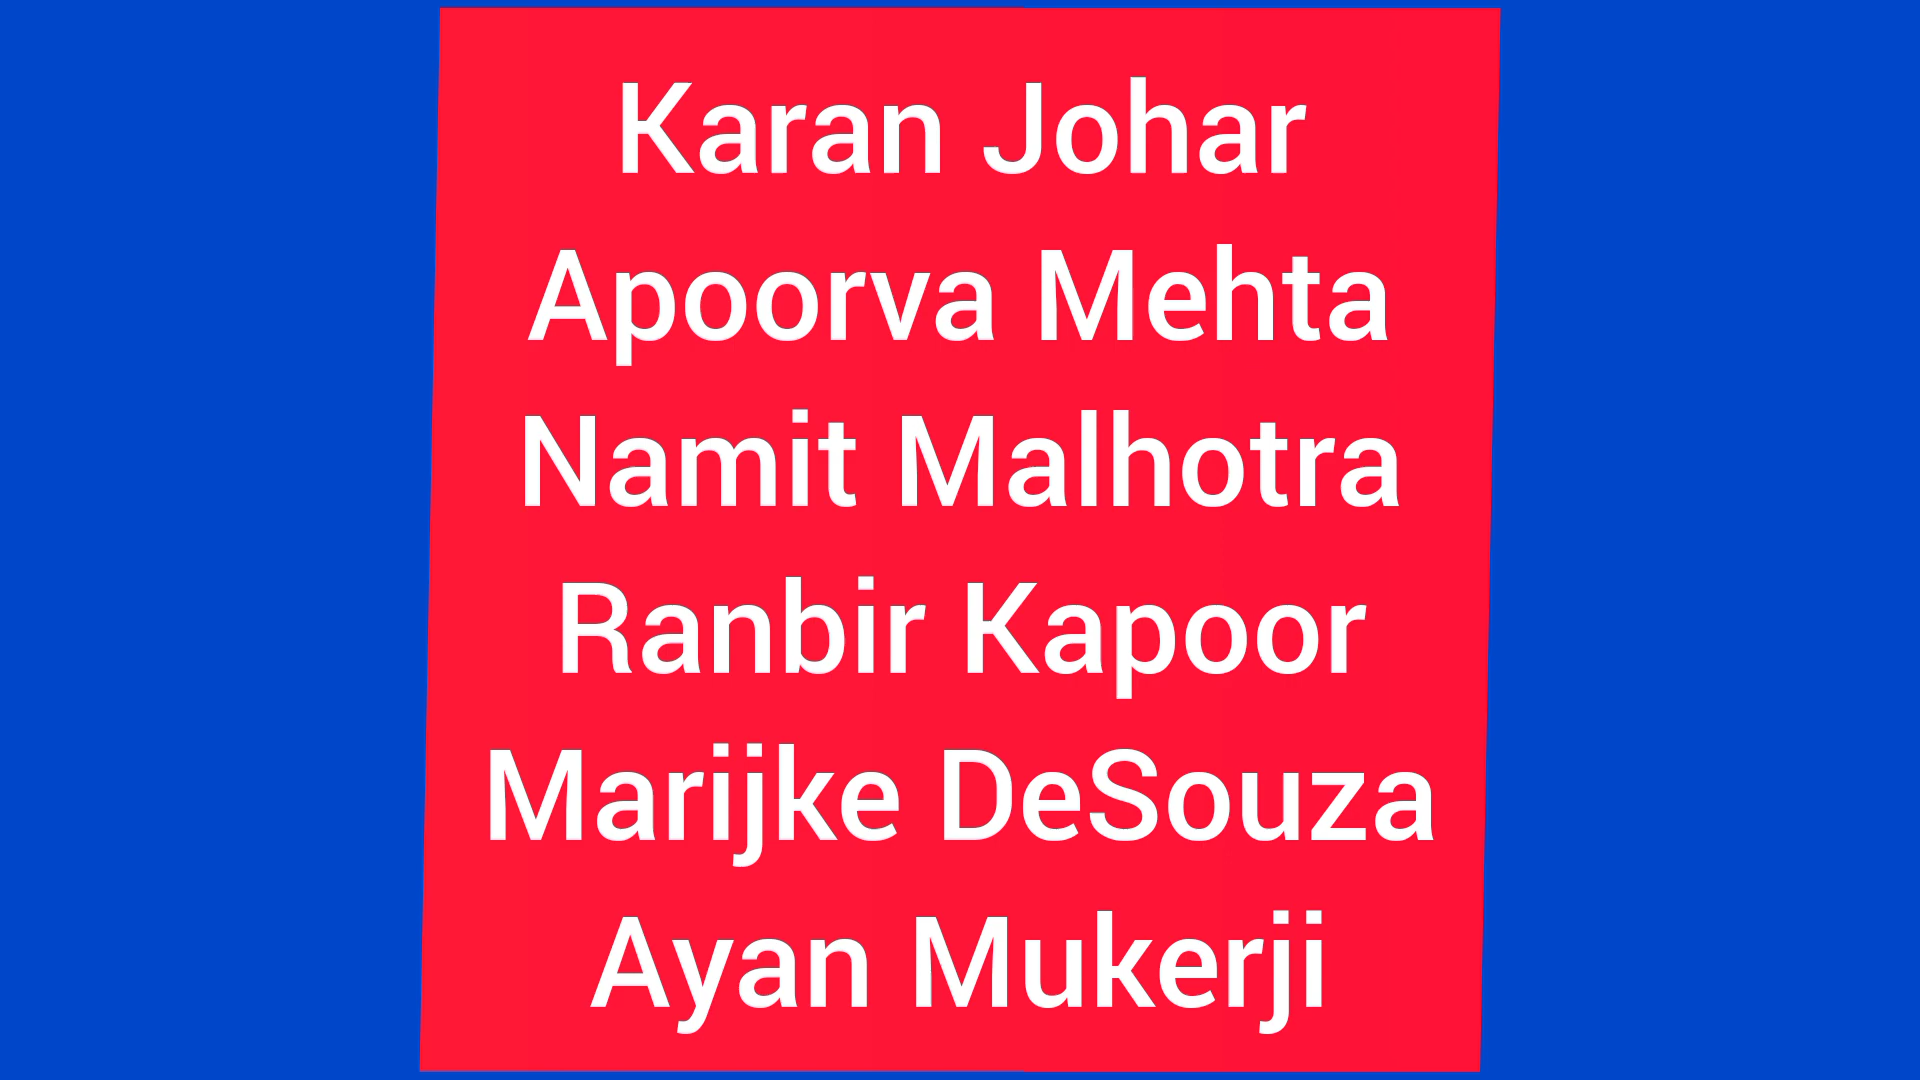 Karan Johar
Apoorva Mehta
Namit Malhotra
Ranbir Kapoor
Marijke DeSouza
Ayan Mukerji